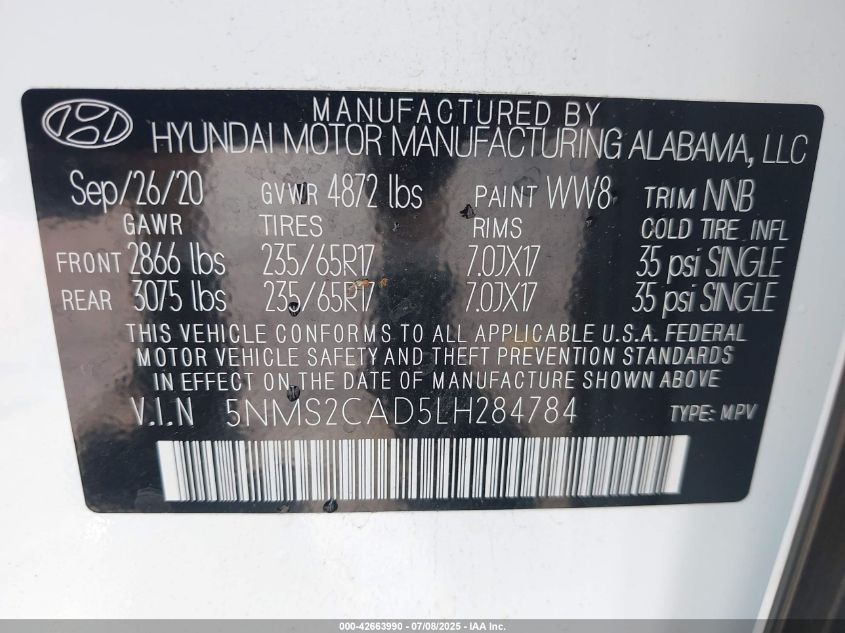 MANUFACTURED BY
HYUNDAI MOTOR MANUFACTURING ALABAMA, LLC
Sep/26/20 GVWR 4872 lbs PAINT WW8 TRIM NNB
GAWR TIRES RIMS COLD TIRE INFL
FRONT 2866 lbs 235/65R17 7.0JX17 35 psi SINGLE
REAR 3075 lbs 235/65R17 7.0JX17 35 psi SINGLE
THIS VEHICLE CONFORMS TO ALL APPLICABLE U.S.A. FEDERAL
MOTOR VEHICLE SAFETY AND THEFT PREVENTION STANDARDS
IN EFFECT ON THE DATE OF MANUFACTURE SHOWN ABOVE
V.I.N 5NMS2CAD5LH284784 TYPE: MPV
000-42663990 - 07/08/2025 - IAA Inc.